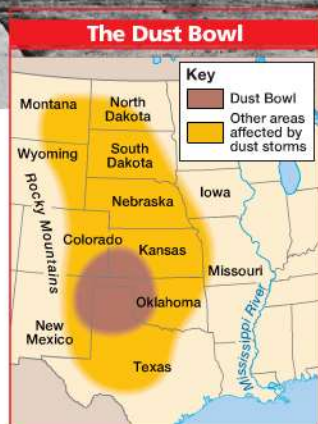 The Dust Bowl
Key
Dust Bowl
Other areas
affected by
dust storms
Montana
North
Dakota
Wyoming
South
Dakota
Rocky Mountains
Nebraska
Iowa
Colorado
Kansas
Missouri
Oklahoma
New
Mexico
Texas
Mississippi River